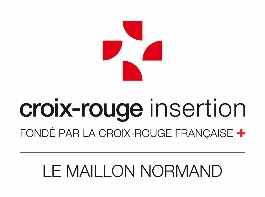 croix-rouge insertion
FONDÉ PAR LA CROIX-ROUGE FRANÇAISE
LE MAILLON NORMAND